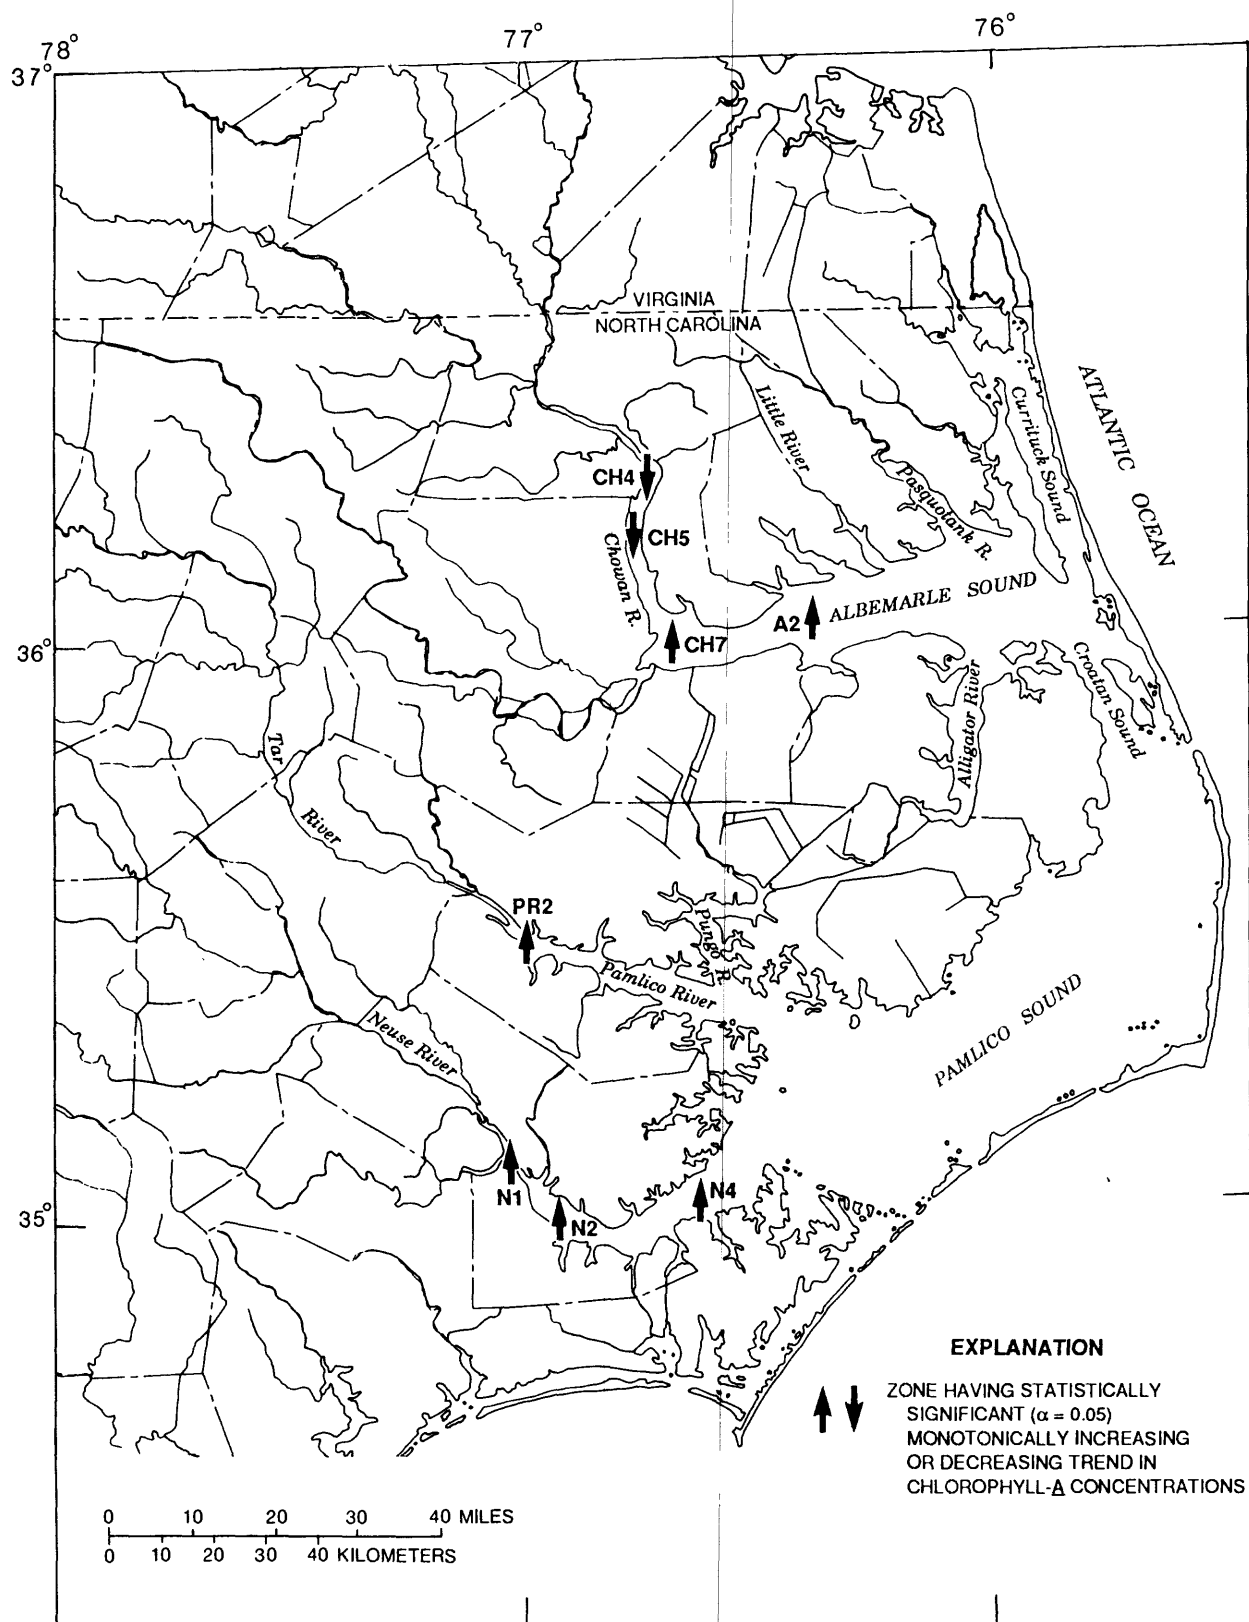 78°
77°
76°
37°
VIRGINIA
NORTH CAROLINA
ATLANTIC OCEAN
Little River
Currituck Sound
CH4
Pasquotank R.
CH5
Chowan R.
ALBEMARLE SOUND
A2
CH7
36°
Croatan Sound
Alligator River
Tar
River
PR2
Pungo R.
Pamlico River
Neuse River
PAMLICO SOUND
N1
N4
N2
35°
EXPLANATION
ZONE HAVING STATISTICALLY
SIGNIFICANT (α = 0.05)
MONOTONICALLY INCREASING
OR DECREASING TREND IN
CHLOROPHYLL-A CONCENTRATIONS
0 10 20 30 40 MILES
0 10 20 30 40 KILOMETERS